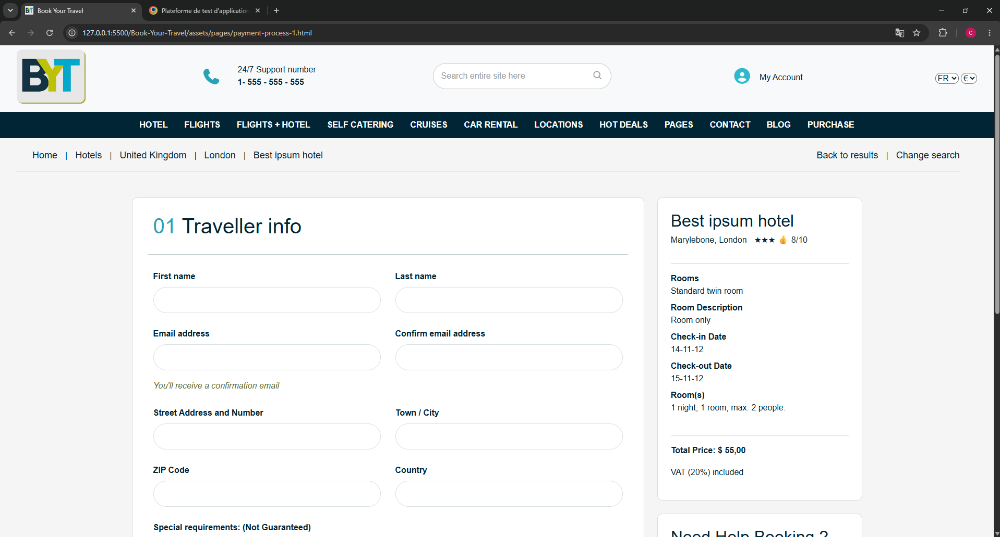 Book Your Travel
Plateforme de test d'application
127.0.0.1:5500/Book-Your-Travel/assets/pages/payment-process-1.html
C
BYT
24/7 Support number
1- 555 - 555 - 555
Search entire site here
My Account
FR €
HOTEL FLIGHTS FLIGHTS + HOTEL SELF CATERING CRUISES CAR RENTAL LOCATIONS HOT DEALS PAGES CONTACT BLOG PURCHASE
Home | Hotels | United Kingdom | London | Best ipsum hotel
Back to results | Change search
01 Traveller info
First name
Last name
Email address
Confirm email address
You'll receive a confirmation email
Street Address and Number
Town / City
ZIP Code
Country
Special requirements: (Not Guaranteed)
Best ipsum hotel
Marylebone, London ★★★ 👍 8/10
Rooms
Standard twin room
Room Description
Room only
Check-in Date
14-11-12
Check-out Date
15-11-12
Room(s)
1 night, 1 room, max. 2 people.
Total Price: $ 55,00
VAT (20%) included
Need Help Booking ?